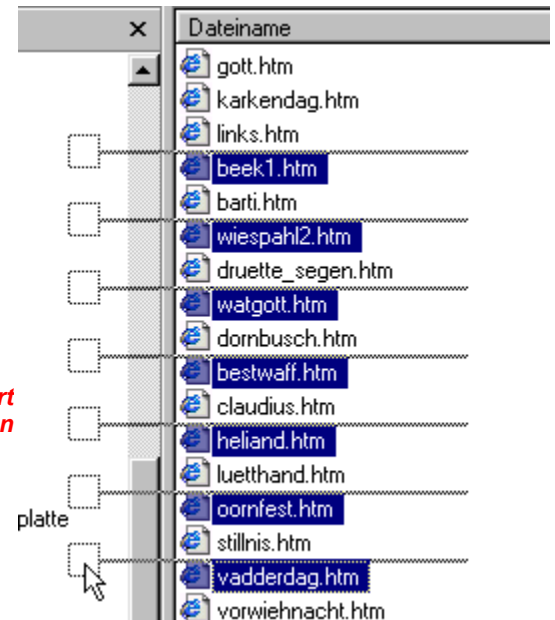 Dateiname
gott.htm
karkendag.htm
links.htm
beek1.htm
barti.htm
wiespahl2.htm
druette_segen.htm
watgott.htm
dornbusch.htm
bestwaff.htm
claudius.htm
heliand.htm
luetthand.htm
oornfest.htm
stillnis.htm
vadderdag.htm
vorwiehnacht.htm
rt
n
platte